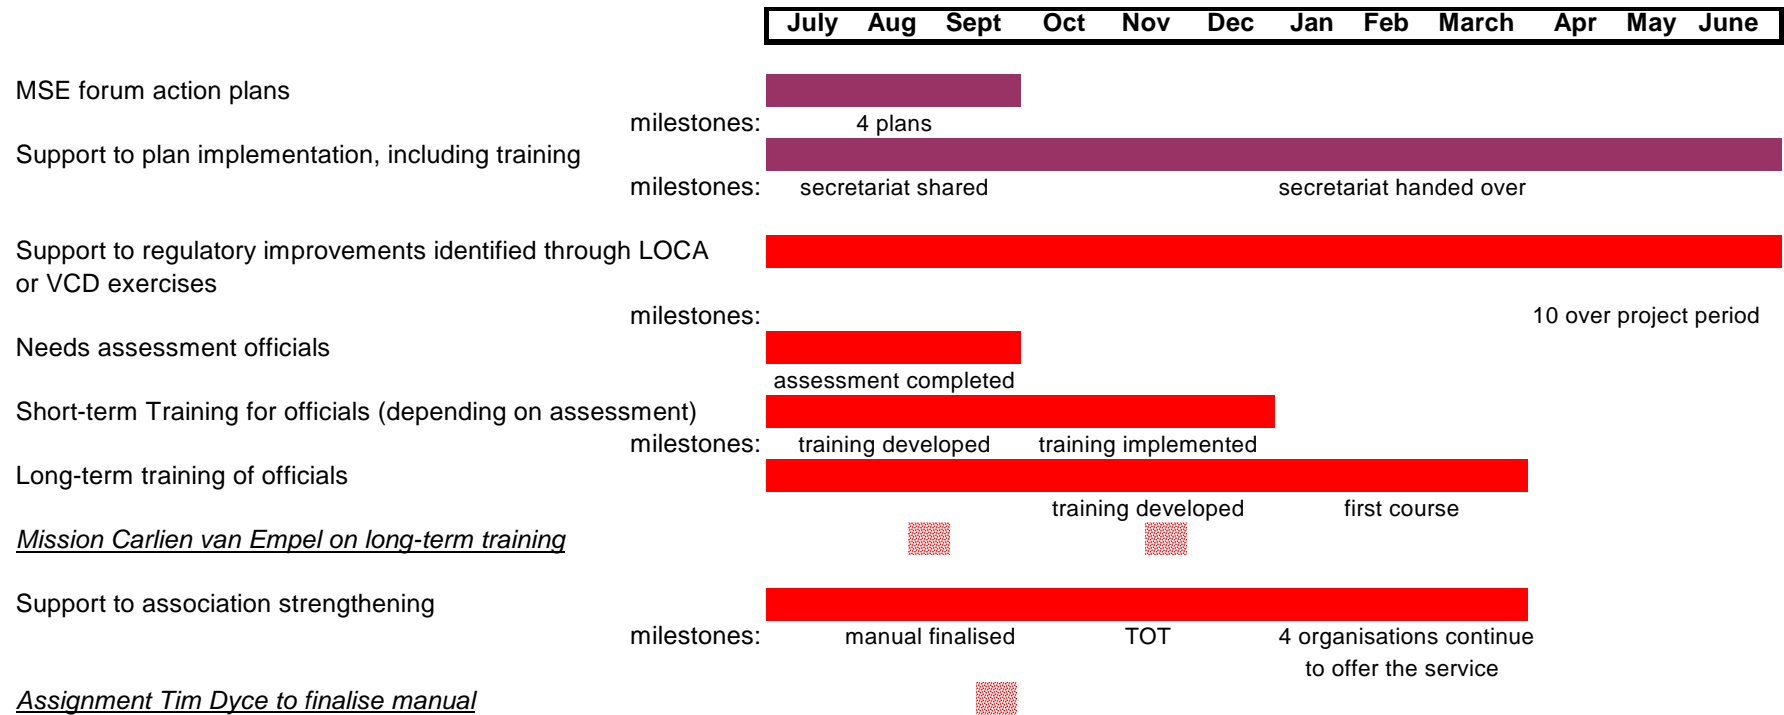 July Aug Sept Oct Nov Dec Jan Feb March Apr May June
MSE forum action plans
milestones: 4 plans
Support to plan implementation, including training
milestones: secretariat shared secretariat handed over
Support to regulatory improvements identified through LOCA
or VCD exercises
milestones: 10 over project period
Needs assessment officials
assessment completed
Short-term Training for officials (depending on assessment)
milestones: training developed training implemented
Long-term training of officials
training developed first course
Mission Carlien van Empel on long-term training
Support to association strengthening
milestones: manual finalised TOT 4 organisations continue
to offer the service
Assignment Tim Dyce to finalise manual